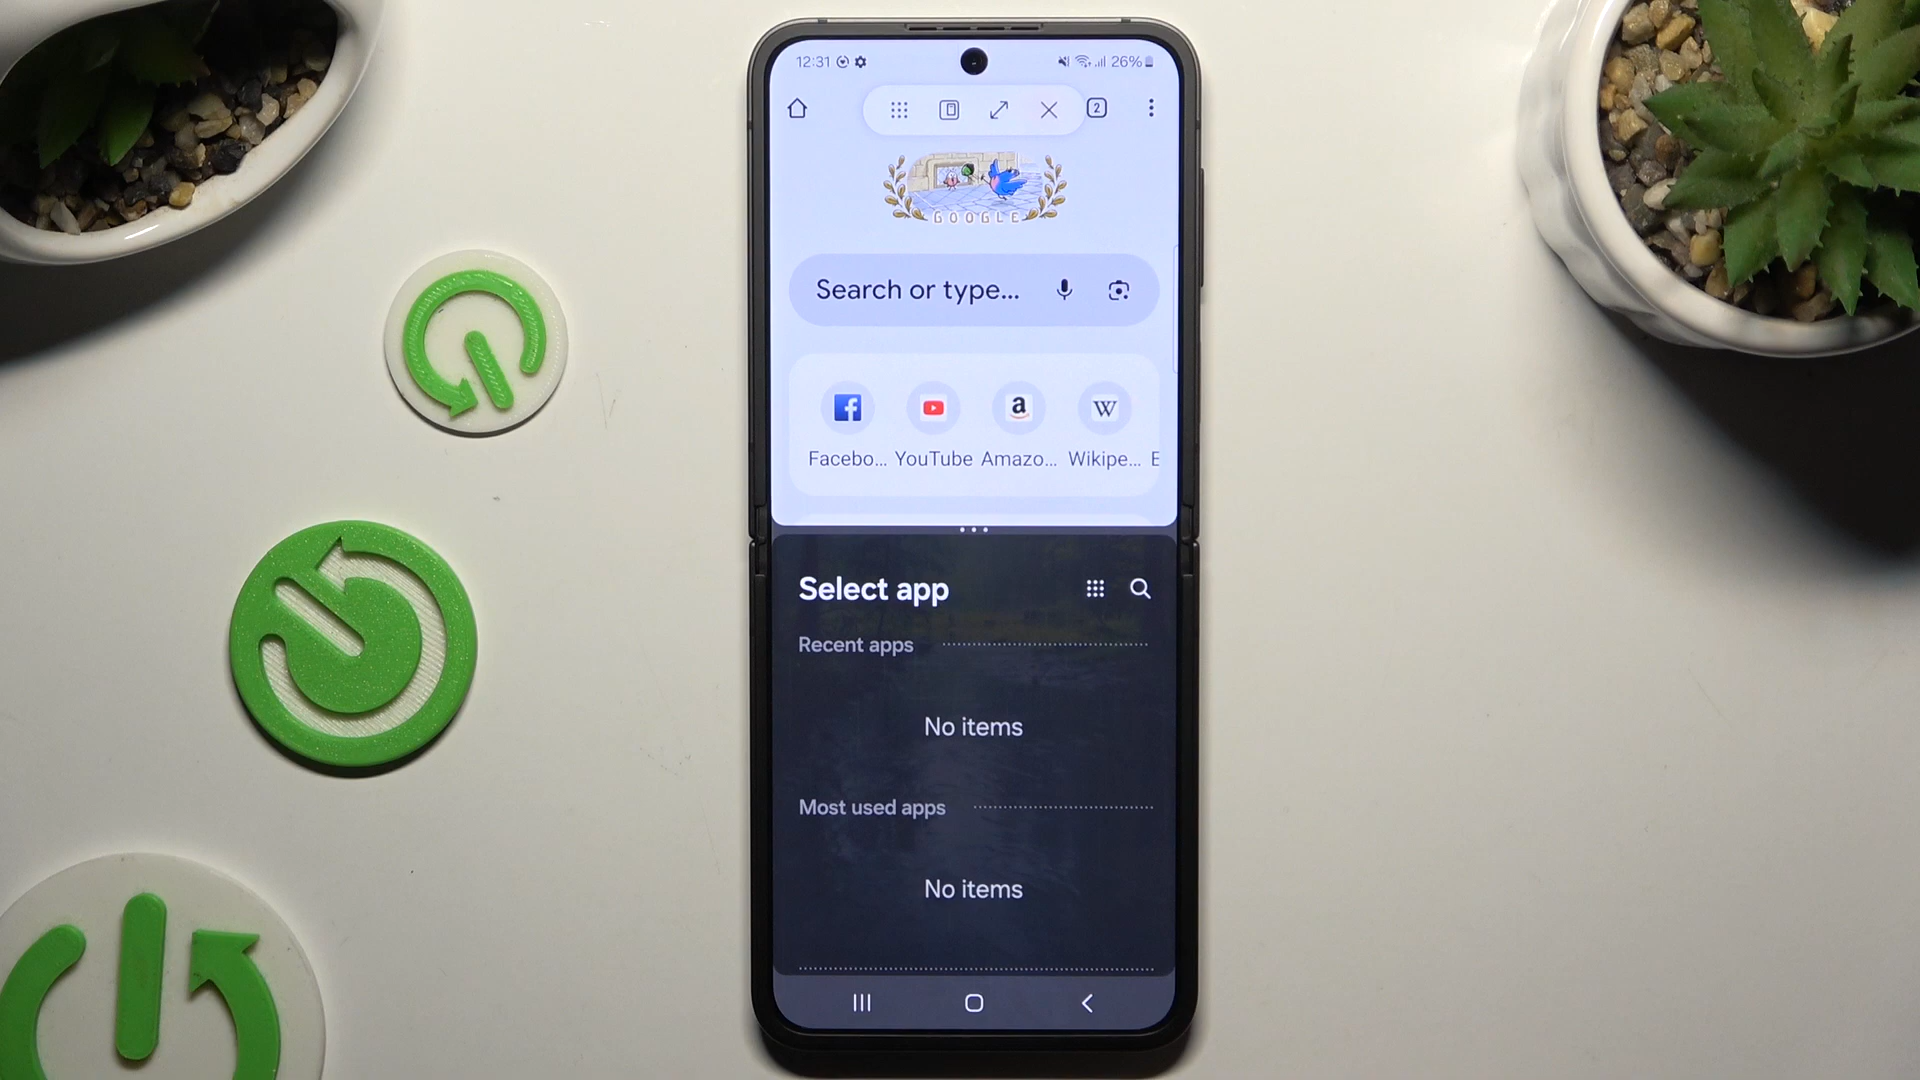 12:31 26%
2
GOOGLE
Search or type...
Facebo... YouTube Amazo... Wikipe... E
Select app
Recent apps
No items
Most used apps
No items